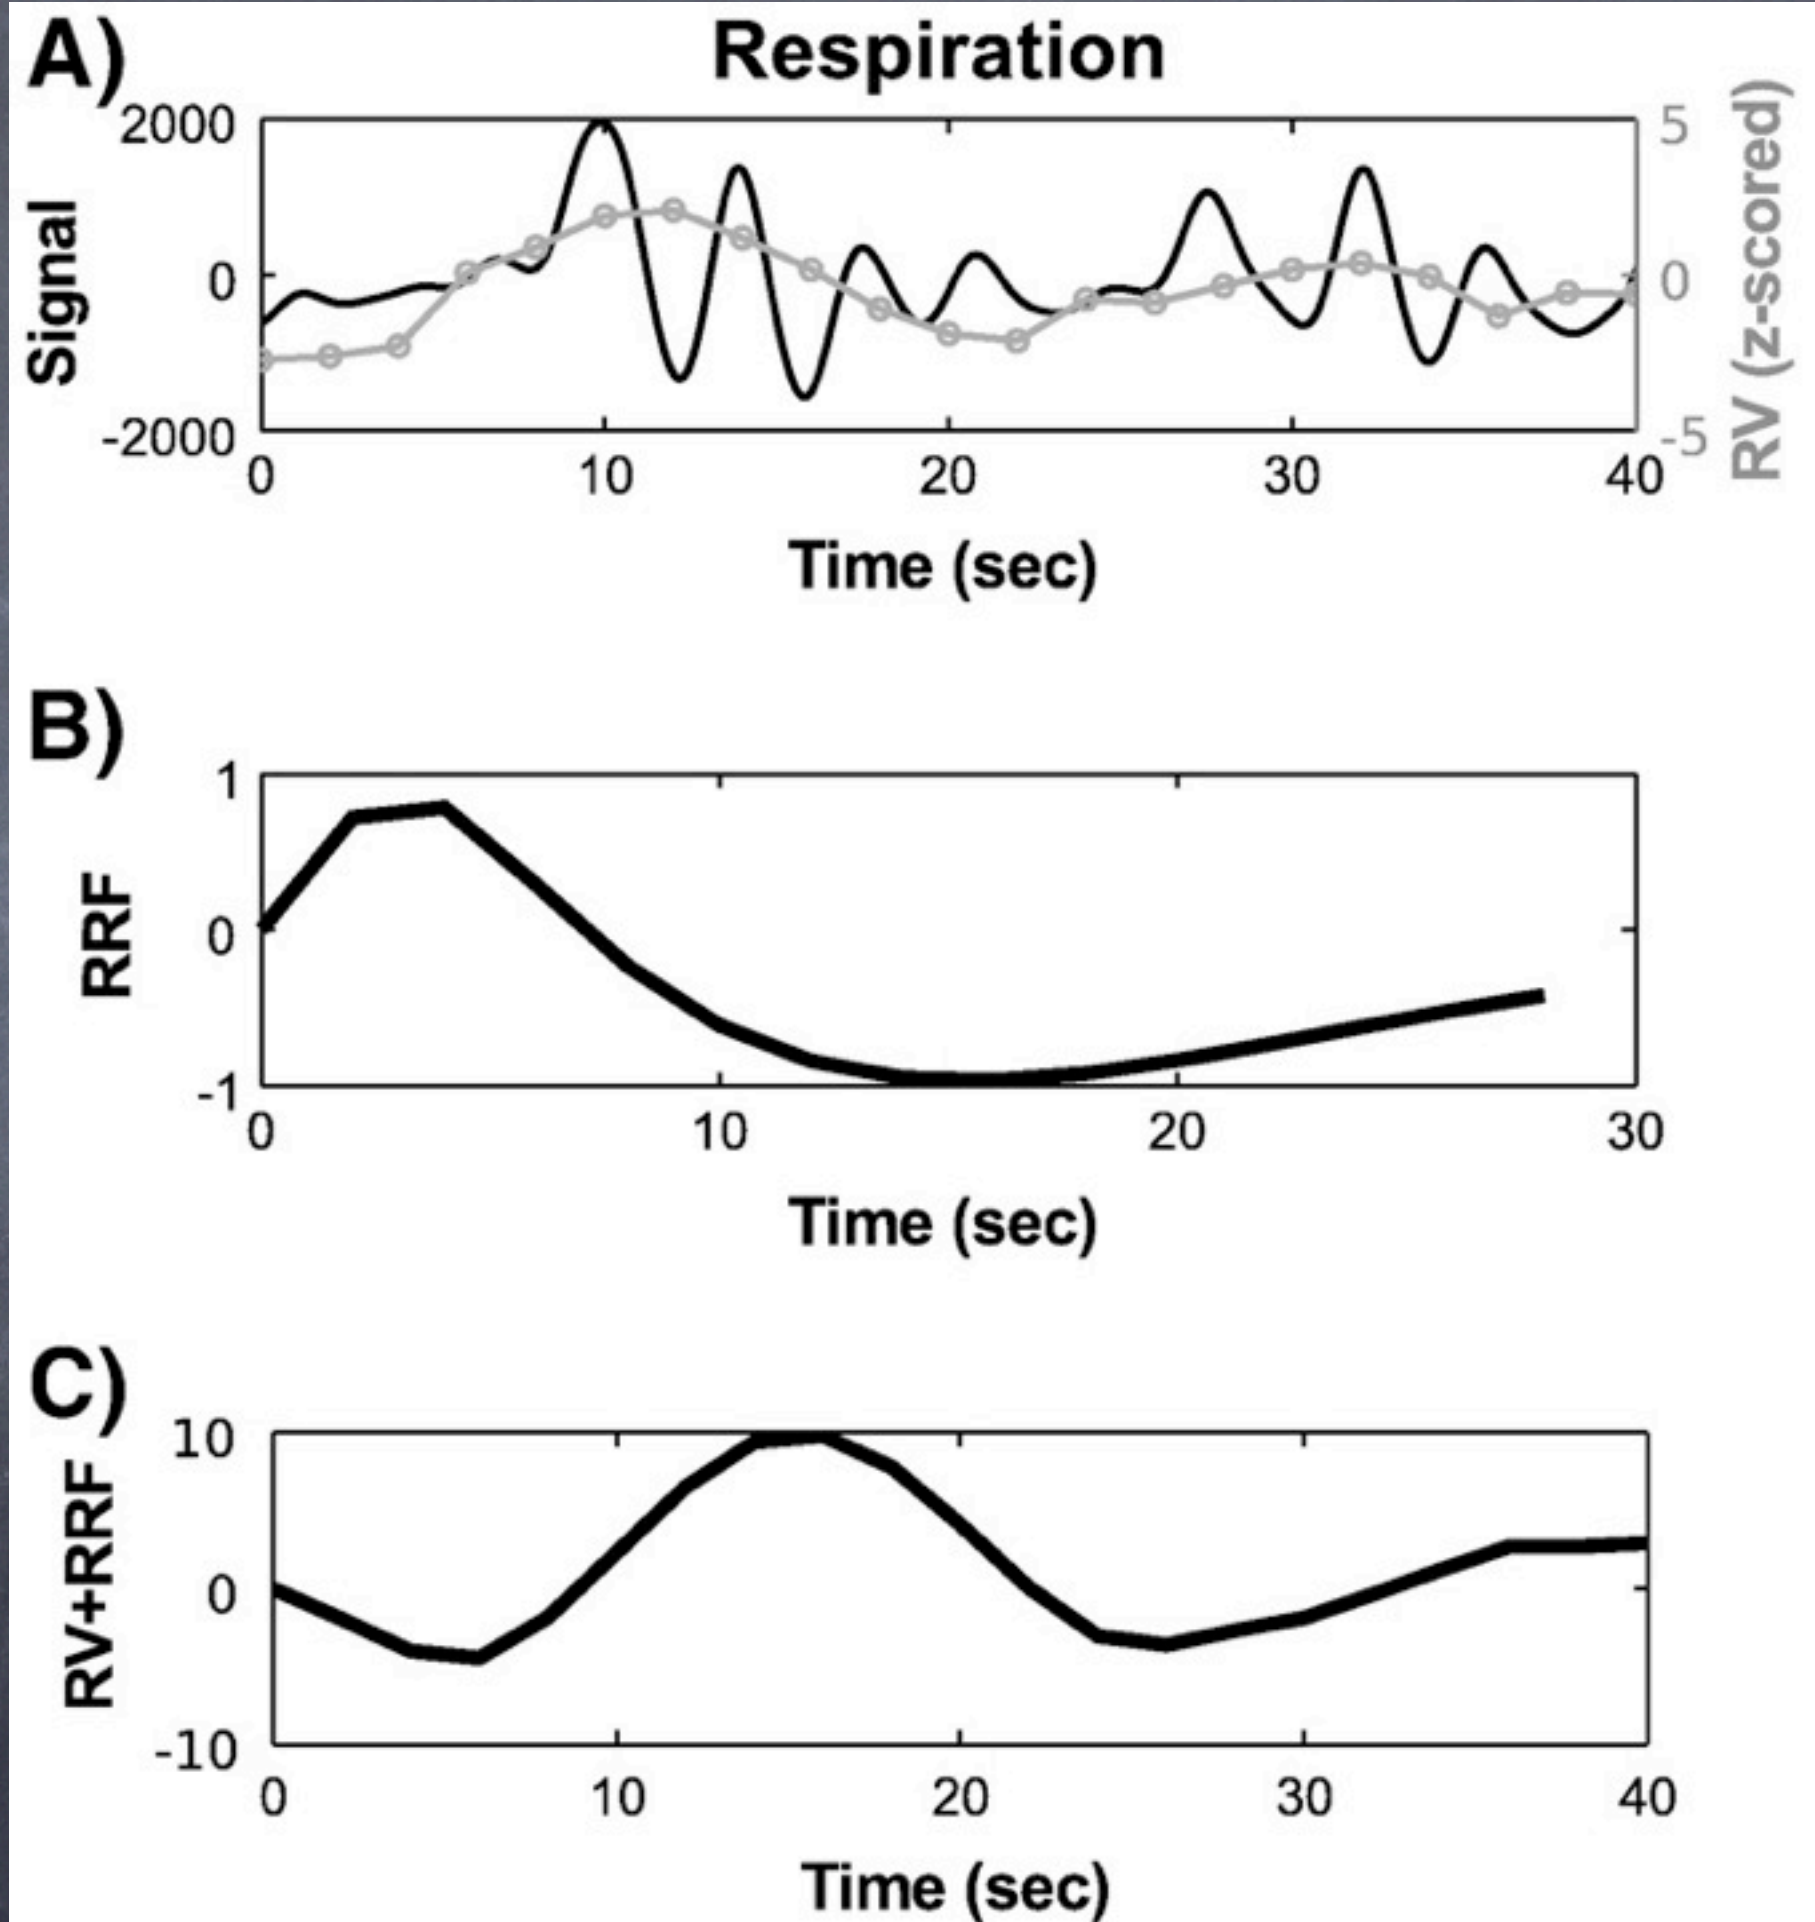 A)
Respiration
2000
0
-2000
Signal
5
0
-5
RV (z-scored)
0 10 20 30 40
Time (sec)
B)
1
0
-1
RRF
0 10 20 30
Time (sec)
C)
10
0
-10
RV+RRF
0 10 20 30 40
Time (sec)